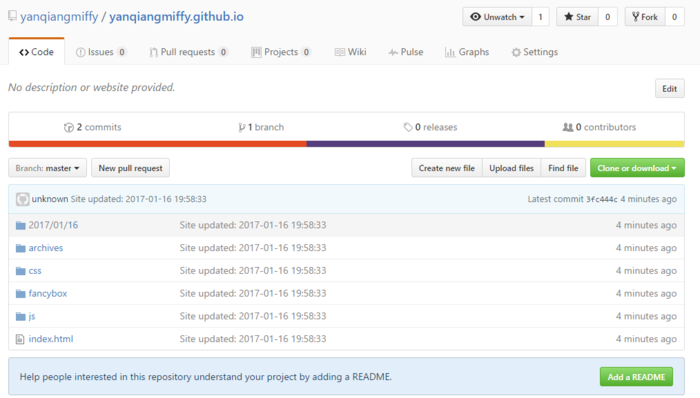 yanqiangmiffy / yanqiangmiffy.github.io Unwatch 1 Star 0 Fork 0
Code Issues 0 Pull requests 0 Projects 0 Wiki Pulse Graphs Settings
No description or website provided. Edit
2 commits 1 branch 0 releases 0 contributors
Branch: master New pull request Create new file Upload files Find file Clone or download
unknown Site updated: 2017-01-16 19:58:33 Latest commit 3fc444c 4 minutes ago
2017/01/16 Site updated: 2017-01-16 19:58:33 4 minutes ago
archives Site updated: 2017-01-16 19:58:33 4 minutes ago
css Site updated: 2017-01-16 19:58:33 4 minutes ago
fancybox Site updated: 2017-01-16 19:58:33 4 minutes ago
js Site updated: 2017-01-16 19:58:33 4 minutes ago
index.html Site updated: 2017-01-16 19:58:33 4 minutes ago
Help people interested in this repository understand your project by adding a README. Add a README